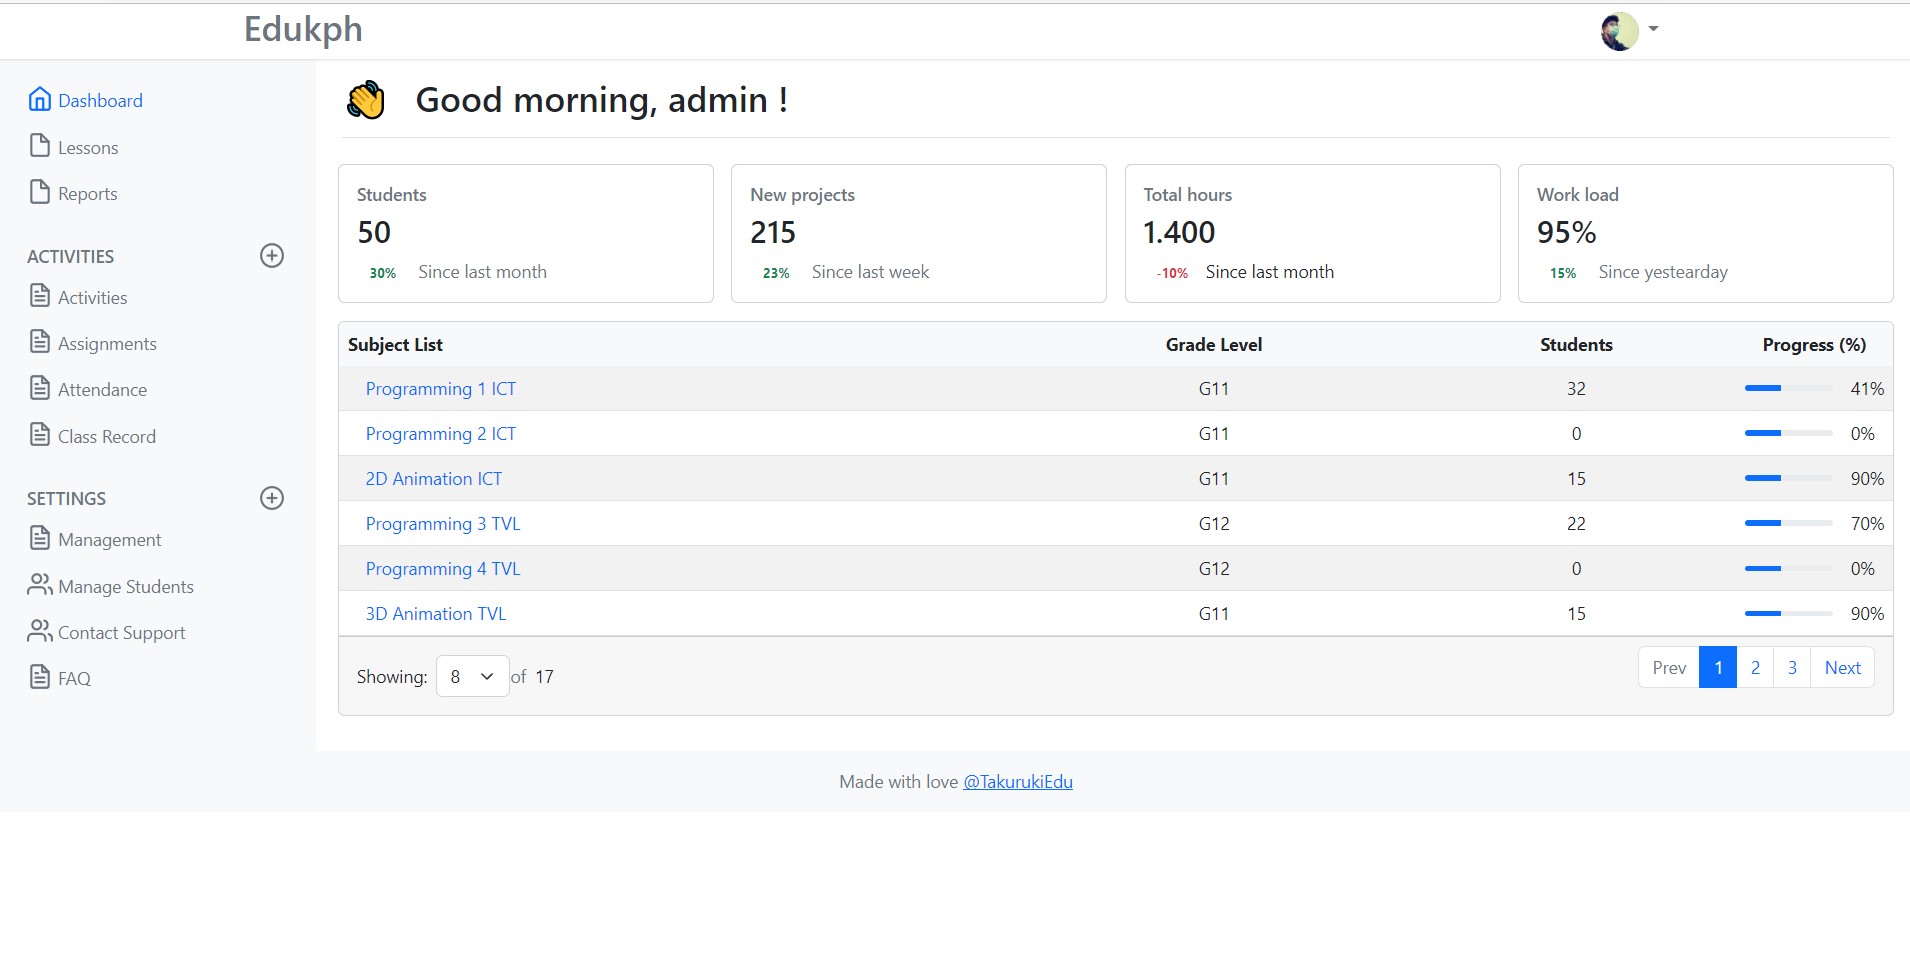 Edukph
Dashboard
Lessons
Reports
ACTIVITIES
Activities
Assignments
Attendance
Class Record
SETTINGS
Management
Manage Students
Contact Support
FAQ
Good morning, admin !
Students
50
30% Since last month
New projects
215
23% Since last week
Total hours
1.400
-10% Since last month
Work load
95%
15% Since yestearday
Subject List Grade Level Students Progress (%)
Programming 1 ICT G11 32 41%
Programming 2 ICT G11 0 0%
2D Animation ICT G11 15 90%
Programming 3 TVL G12 22 70%
Programming 4 TVL G12 0 0%
3D Animation TVL G11 15 90%
Showing: 8 of 17
Prev 1 2 3 Next
Made with love @TakurukiEdu